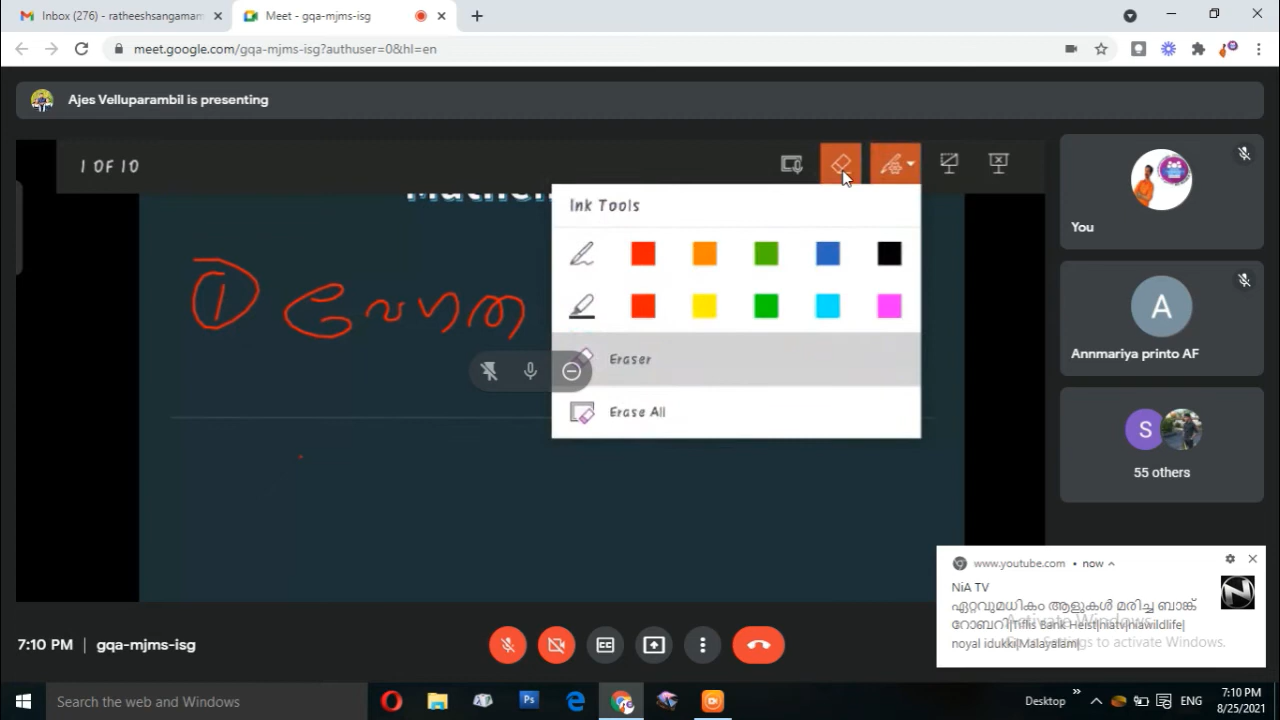 Inbox (276) - ratheeshsangamam
Meet - gqa-mjms-isg
meet.google.com/gqa-mjms-isg?authuser=0&hl=en
Ajes Velluparambil is presenting
1 OF 10
Ink Tools
Eraser
Erase All
①
You
A
Annmariya printo AF
S
55 others
www.youtube.com • now
NiA TV
N
ഏറ്റവുമധികം ആളുകൾ മരിച്ച ബാങ്ക്
റോബറി|Tiflis Bank Heist|niatv|niawildlife|
noyal idukki|Malayalam|
Activate Windows
Go to Settings to activate Windows.
7:10 PM | gqa-mjms-isg
CC
Search the web and Windows
Ps
Desktop
ENG
7:10 PM
8/25/2021